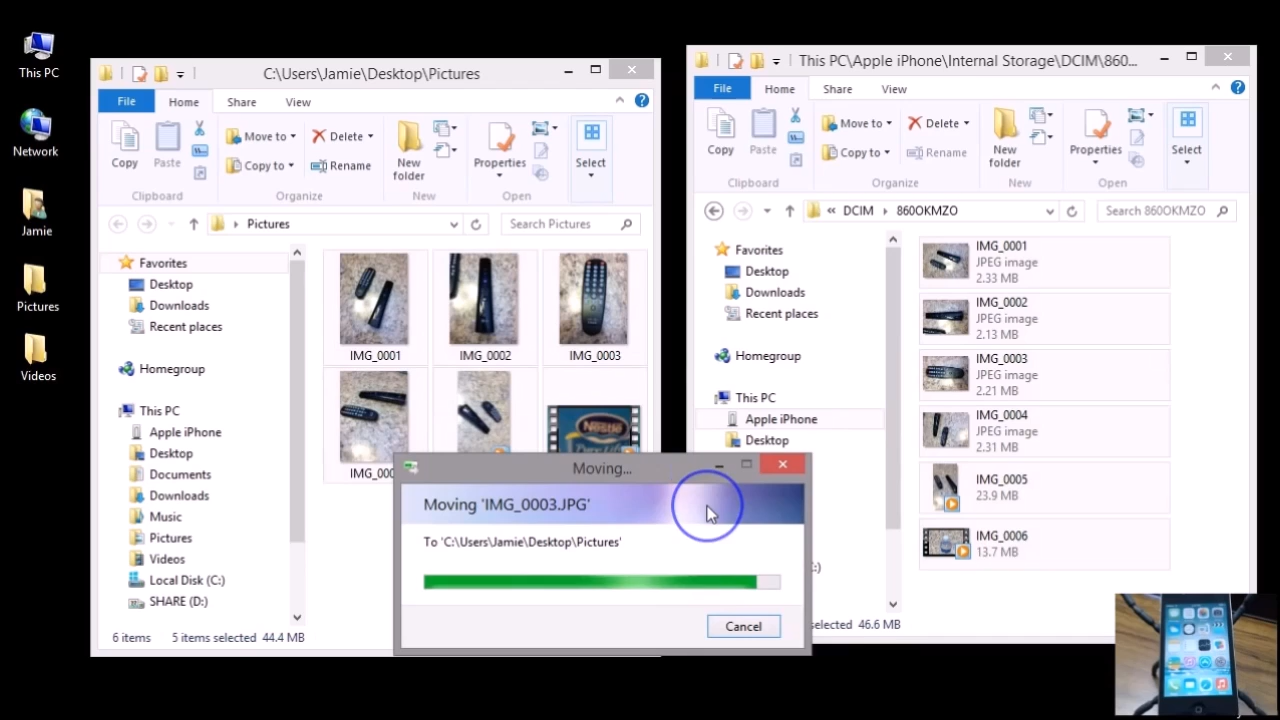 This PC
Network
Jamie
Pictures
Videos
C:\Users\Jamie\Desktop\Pictures
File Home Share View
Copy
Paste
Move to
Copy to
Delete
Rename
New
folder
Properties
Select
Clipboard Organize New Open
Pictures
Search Pictures
Favorites
Desktop
Downloads
Recent places
Homegroup
This PC
Apple iPhone
Desktop
Documents
Downloads
Music
Pictures
Videos
Local Disk (C:)
SHARE (D:)
IMG_0001 IMG_0002 IMG_0003
Nestle
6 items 5 items selected 44.4 MB
This PC\Apple iPhone\Internal Storage\DCIM\860...
File Home Share View
Copy
Paste
Move to
Copy to
Delete
Rename
New
folder
Properties
Select
Clipboard Organize New Open
« DCIM 860OKMZO
Search 860OKMZO
Favorites
Desktop
Downloads
Recent places
Homegroup
This PC
Apple iPhone
Desktop
:)
IMG_0001
JPEG image
2.33 MB
IMG_0002
JPEG image
2.13 MB
IMG_0003
JPEG image
2.21 MB
IMG_0004
JPEG image
2.31 MB
IMG_0005
23.9 MB
IMG_0006
13.7 MB
selected 46.6 MB
Moving...
Moving 'IMG_0003.JPG'
To 'C:\Users\Jamie\Desktop\Pictures'
Cancel